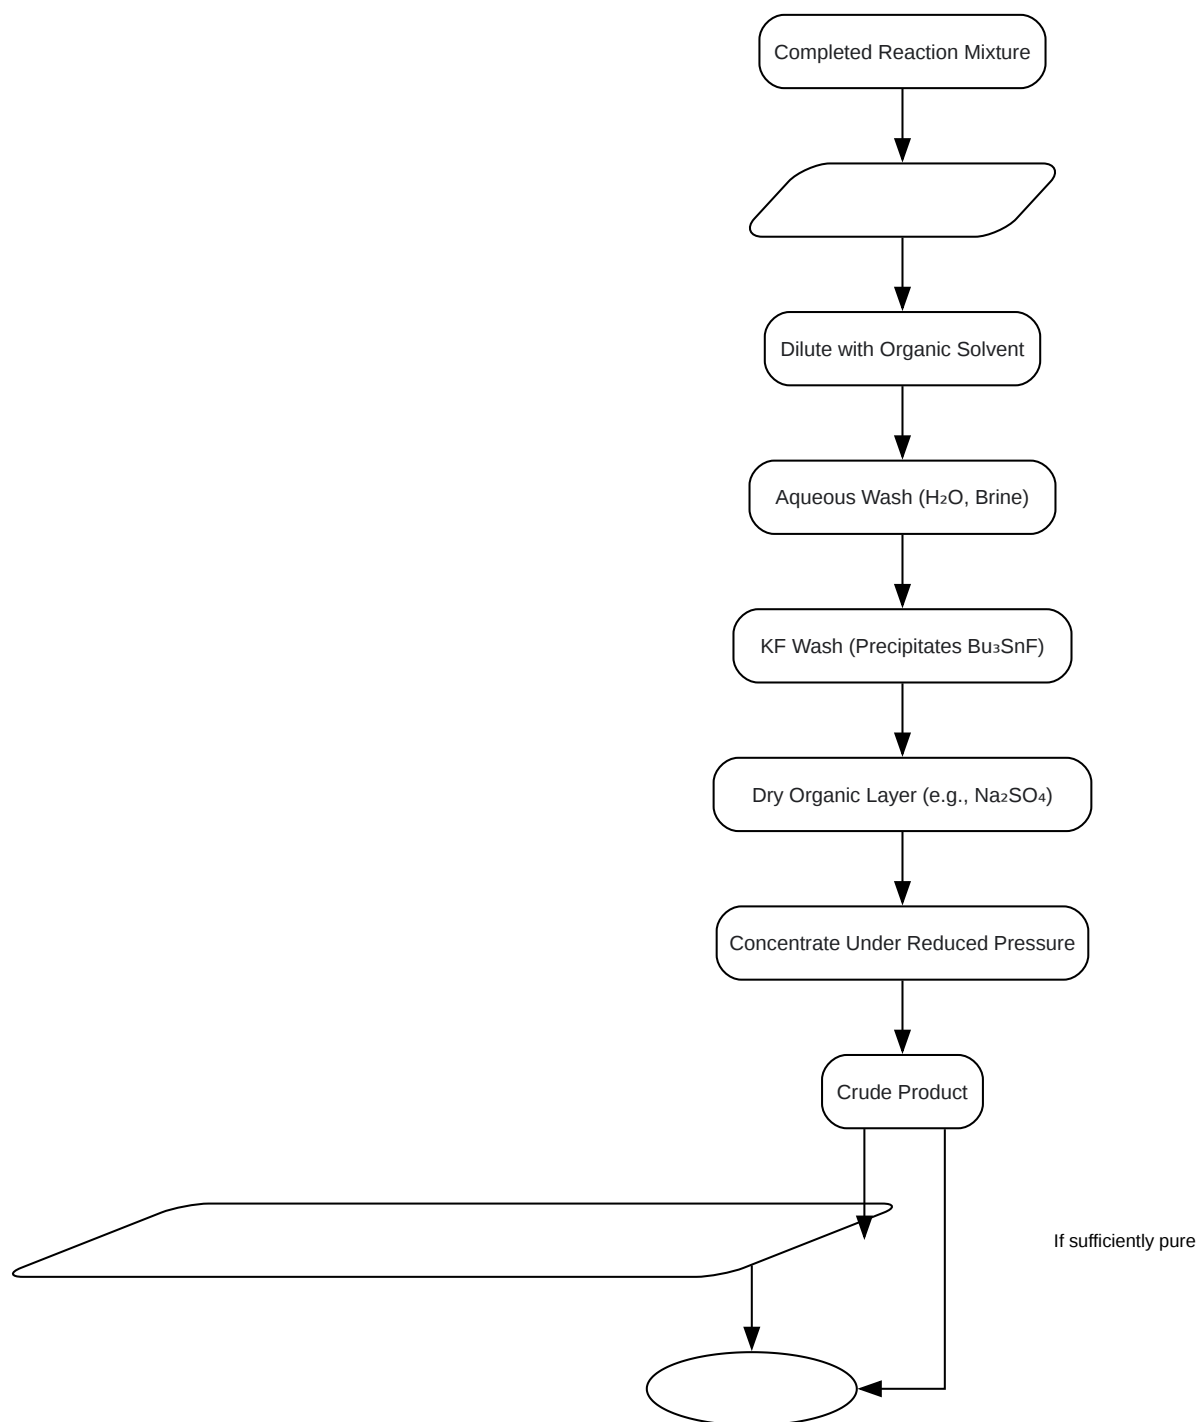 Completed Reaction Mixture
Dilute with Organic Solvent
Aqueous Wash (H₂O, Brine)
KF Wash (Precipitates Bu₃SnF)
Dry Organic Layer (e.g., Na₂SO₄)
Concentrate Under Reduced Pressure
Crude Product
If sufficiently pure